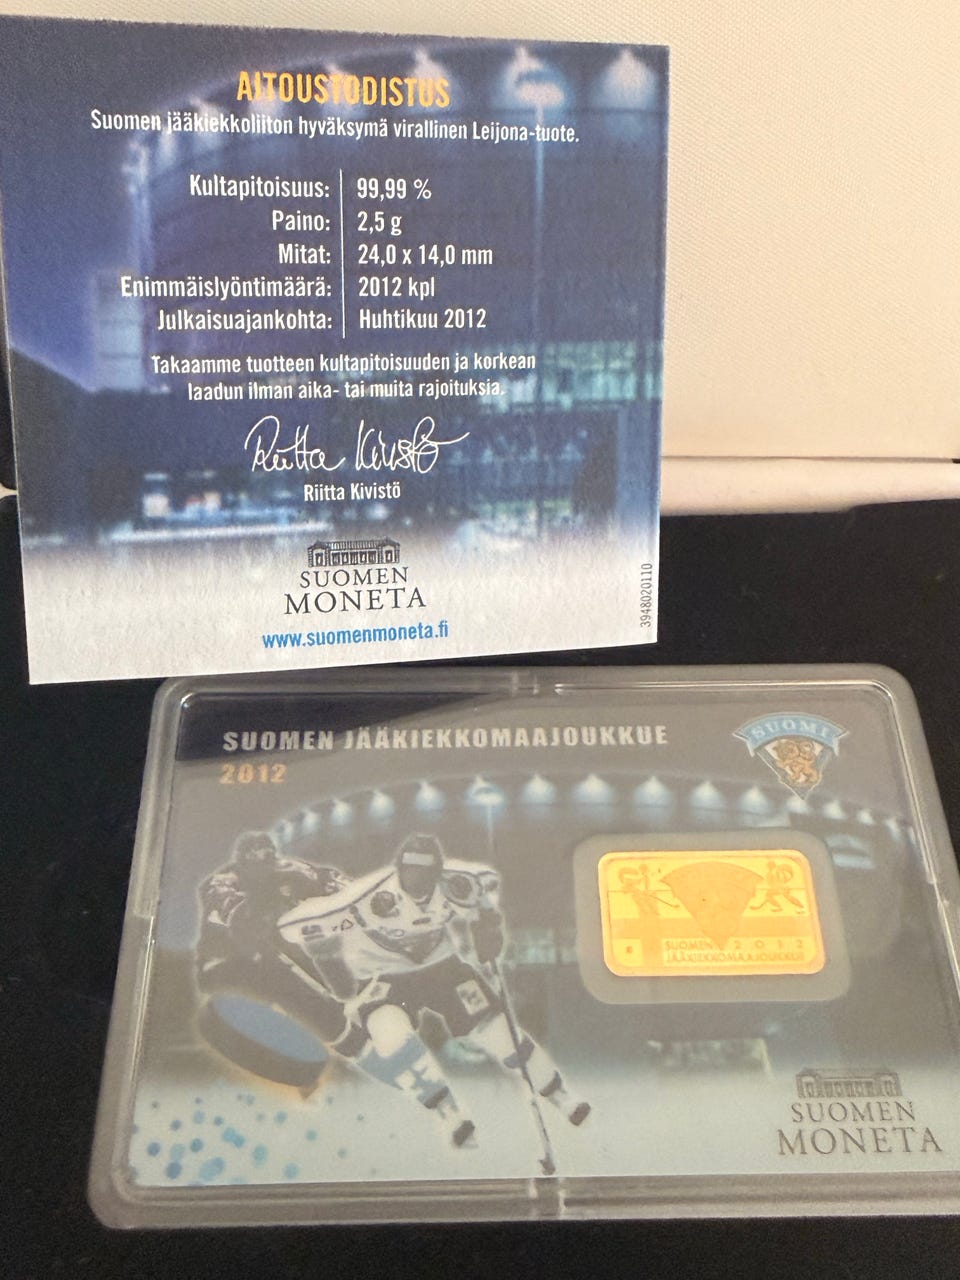 AITOUSTODISTUS
Suomen jääkiekkoliiton hyväksymä virallinen Leijona-tuote.
Kultapitoisuus: 99,99 %
Paino: 2,5 g
Mitat: 24,0 x 14,0 mm
Enimmäislyöntimäärä: 2012 kpl
Julkaisuajankohta: Huhtikuu 2012
Takaamme tuotteen kultapitoisuuden ja korkean
laadun ilman aika- tai muita rajoituksia.
Riitta Kivistö
Riitta Kivistö
SUOMEN
MONETA
www.suomenmoneta.fi
3948020110
SUOMEN JÄÄKIEKKOMAAJOUKKUE
2012
SUOMI
SUOMEN 2012
JÄÄKIEKKOMAAJOUKKUE
SUOMEN
MONETA